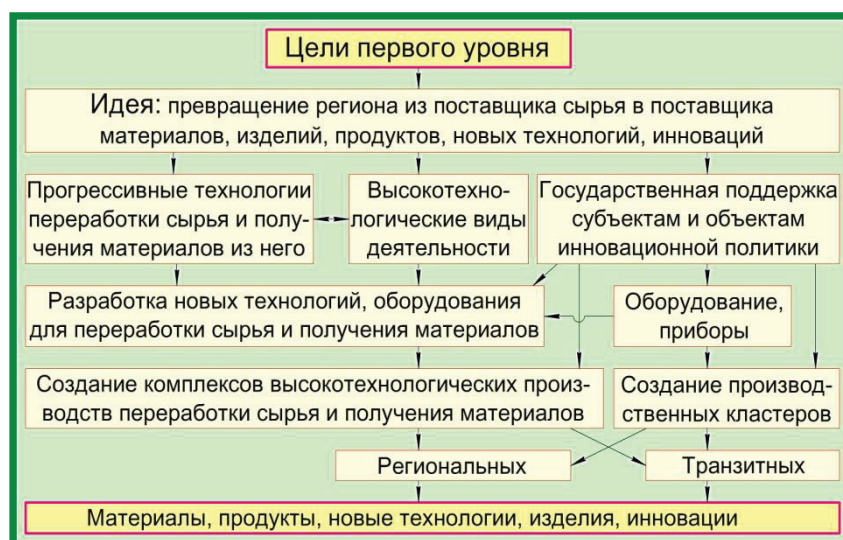 Цели первого уровня
Идея: превращение региона из поставщика сырья в поставщика
материалов, изделий, продуктов, новых технологий, инноваций
Прогрессивные технологии
переработки сырья и полу-
чения материалов из него
Высокотехно-
логические виды
деятельности
Государственная поддержка
субъектам и объектам
инновационной политики
Разработка новых технологий, оборудования
для переработки сырья и получения материалов
Оборудование,
приборы
Создание комплексов высокотехнологических произ-
водств переработки сырья и получения материалов
Создание производ-
ственных кластеров
Региональных
Транзитных
Материалы, продукты, новые технологии, изделия, инновации